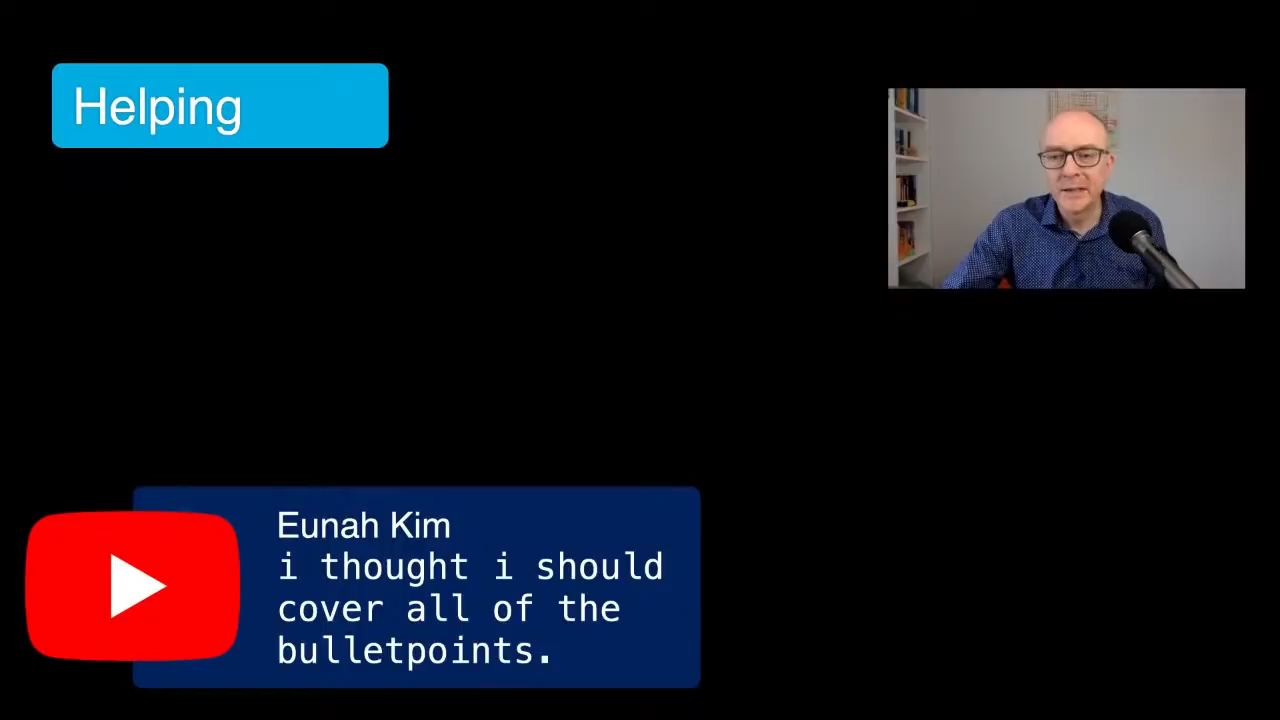 Helping
Eunah Kim
i thought i should
cover all of the
bulletpoints.